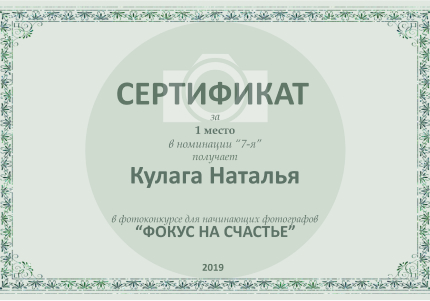 СЕРТИФИКАТ
за
1 место
в номинации “7-я”
получает
Кулага Наталья
в фотоконкурсе для начинающих фотографов
“ФОКУС НА СЧАСТЬЕ”
2019